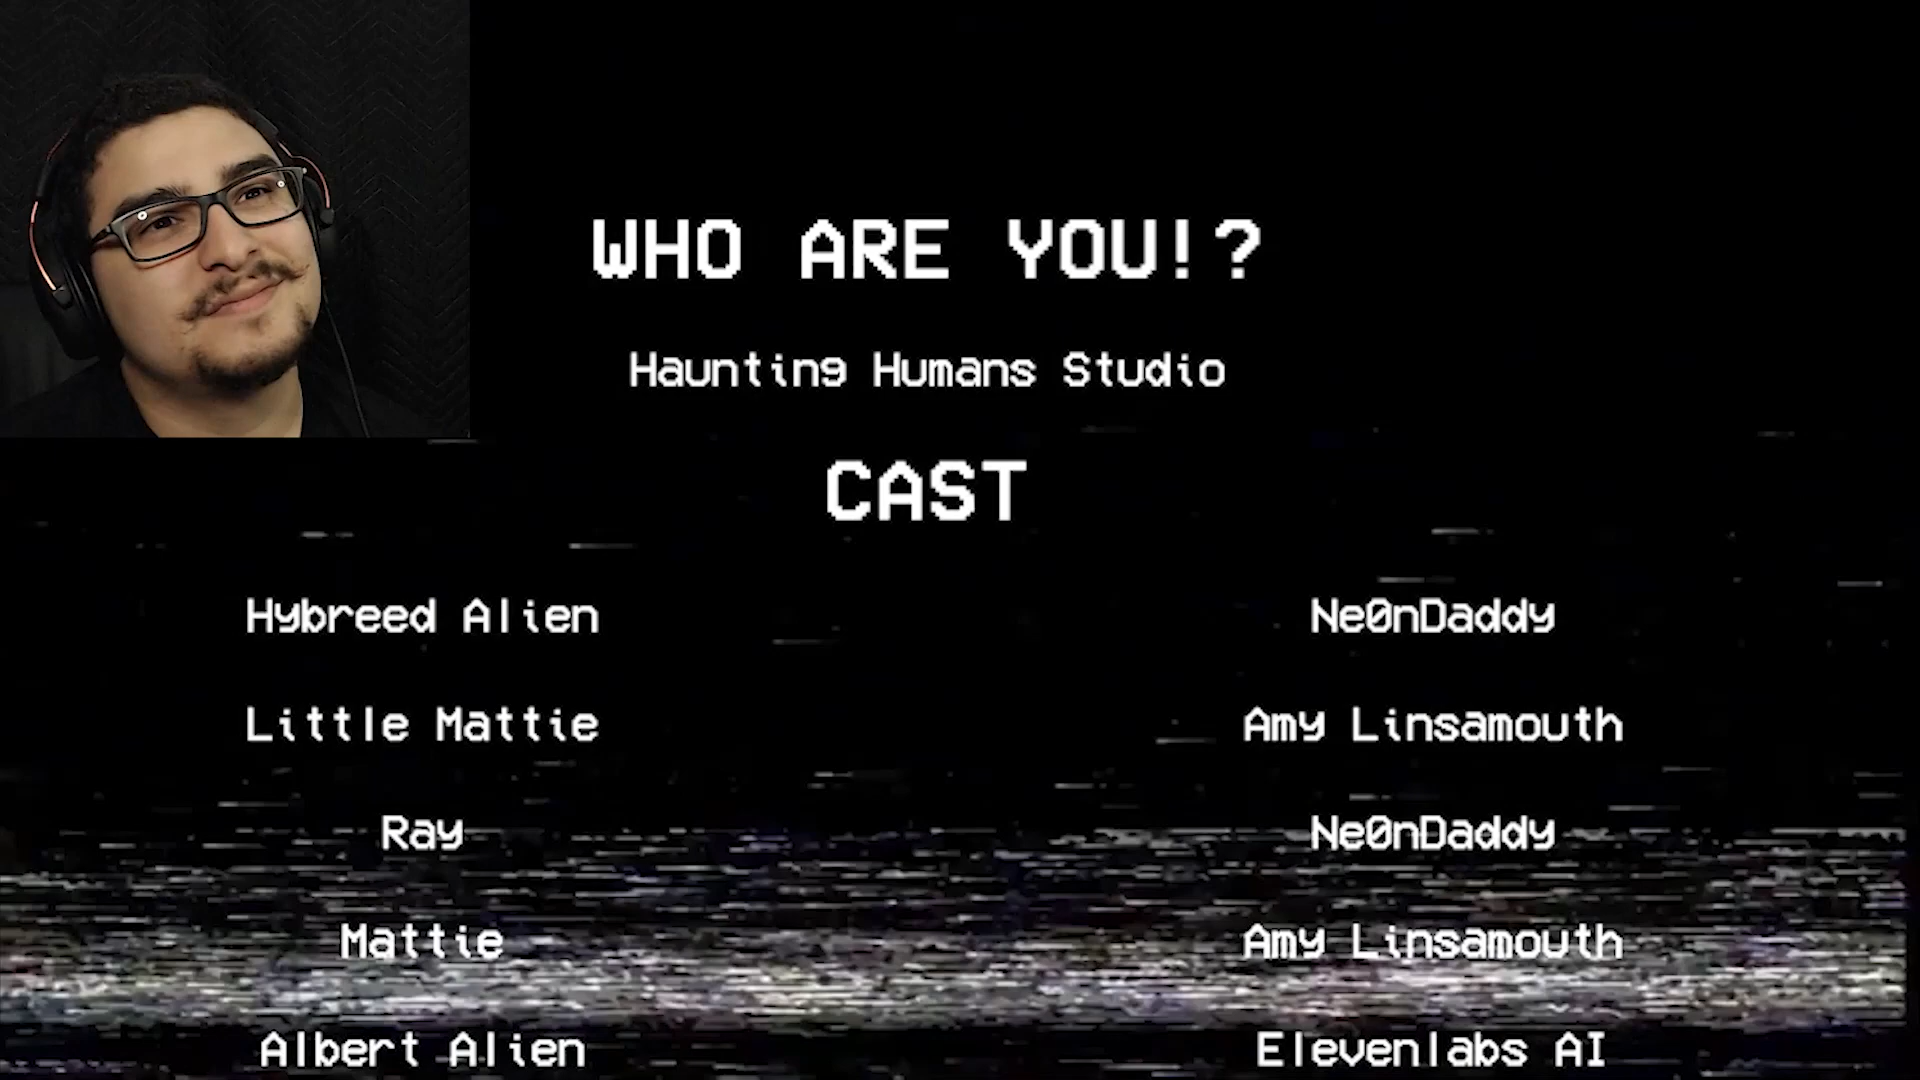 WHO ARE YOU!?
Haunting Humans Studio
CAST
Hybreed Alien Ne0nDaddy
Little Mattie Amy Linsamouth
Ray Ne0nDaddy
Mattie Amy Linsamouth
Albert Alien Elevenlabs AI